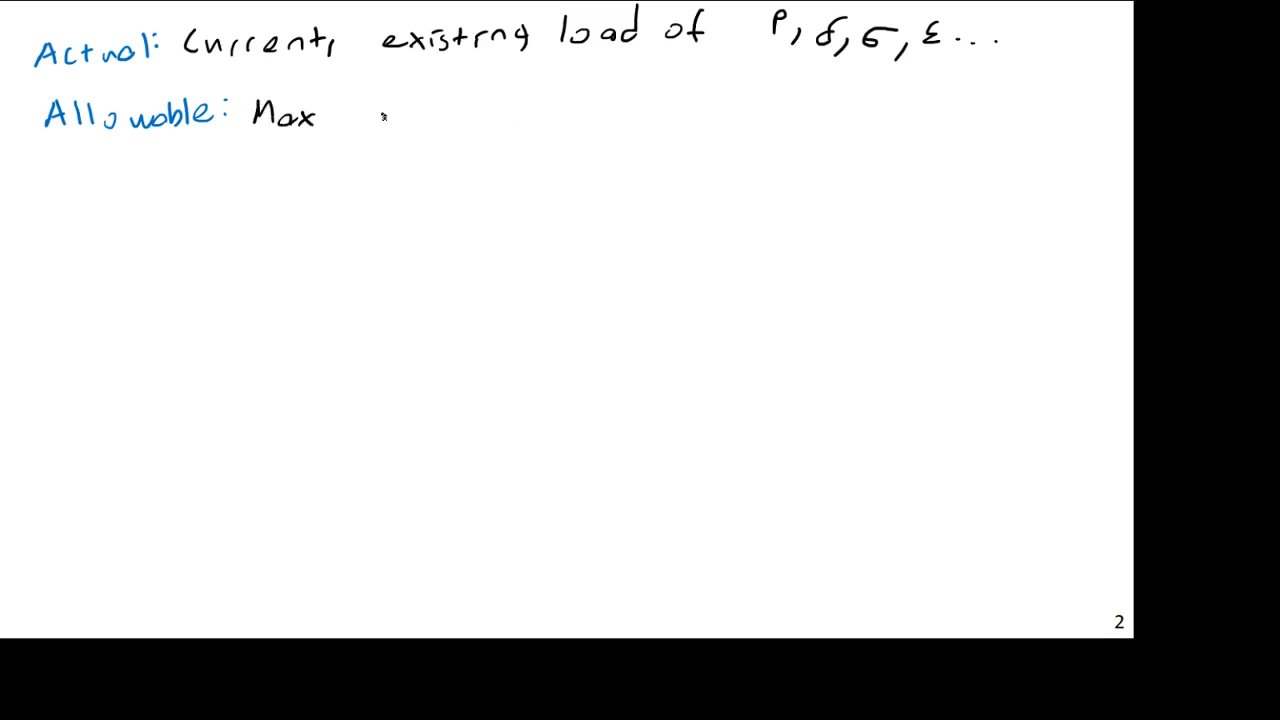 Actual: Current, existing load of P, δ, σ, ε...
Allowable: Max
2